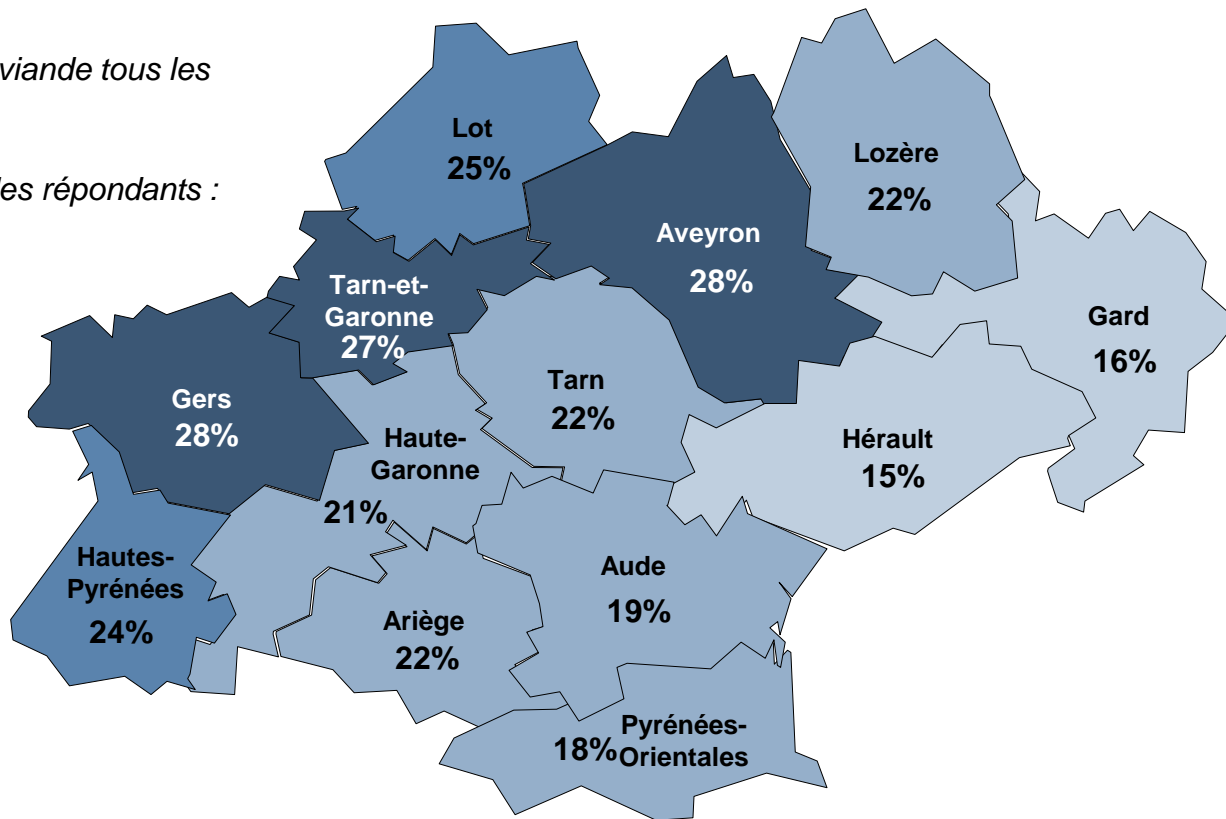 viande tous les
les répondants :
Lot
25%
Lozère
22%
Aveyron
28%
Tarn-et-
Garonne
27%
Gard
16%
Tarn
22%
Gers
28%
Haute-
Garonne
21%
Hérault
15%
Hautes-
Pyrénées
24%
Aude
19%
Ariège
22%
Pyrénées-
Orientales
18%